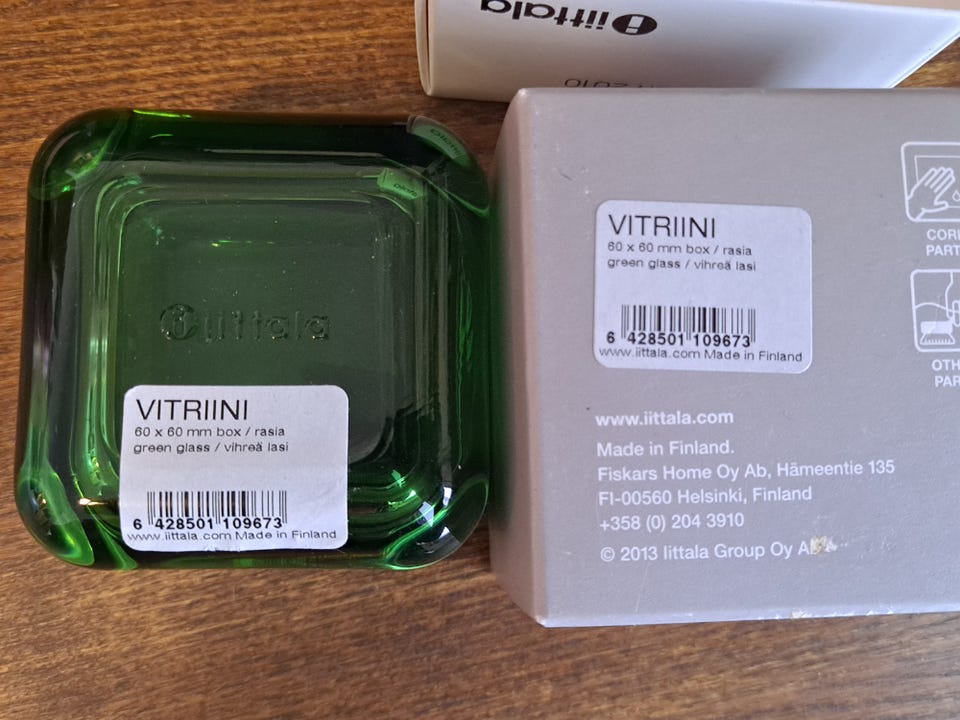 iittala
2016
iittala
VITRIINI
60 x 60 mm box / rasia
green glass / vihreä lasi
6 428501 109673
www.iittala.com Made in Finland
VITRIINI
60 x 60 mm box / rasia
green glass / vihreä lasi
6 428501 109673
www.iittala.com Made in Finland
www.iittala.com
Made in Finland.
Fiskars Home Oy Ab, Hämeentie 135
FI-00560 Helsinki, Finland
+358 (0) 204 3910
© 2013 Iittala Group Oy